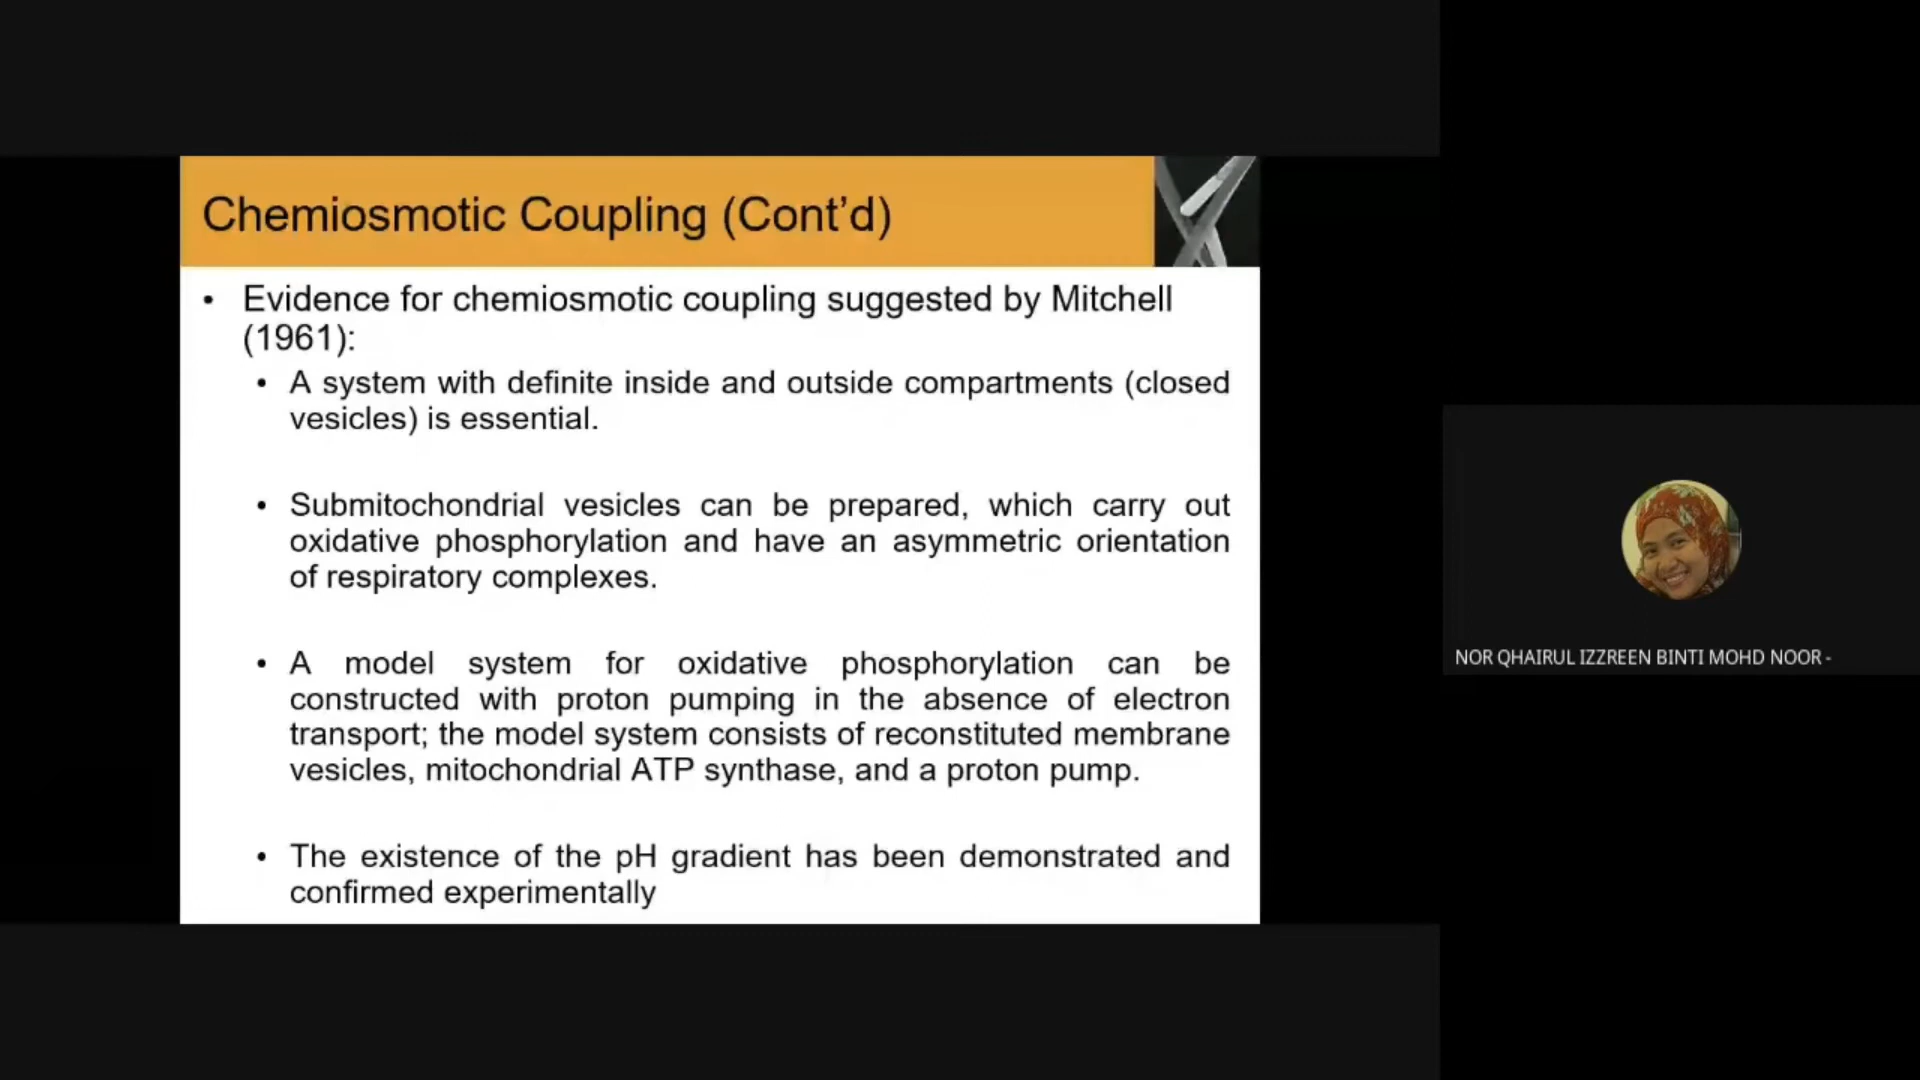 Chemiosmotic Coupling (Cont’d)
• Evidence for chemiosmotic coupling suggested by Mitchell
(1961):
• A system with definite inside and outside compartments (closed
vesicles) is essential.
• Submitochondrial vesicles can be prepared, which carry out
oxidative phosphorylation and have an asymmetric orientation
of respiratory complexes.
• A model system for oxidative phosphorylation can be
constructed with proton pumping in the absence of electron
transport; the model system consists of reconstituted membrane
vesicles, mitochondrial ATP synthase, and a proton pump.
• The existence of the pH gradient has been demonstrated and
confirmed experimentally
NOR QHAIRUL IZZREEN BINTI MOHD NOOR -